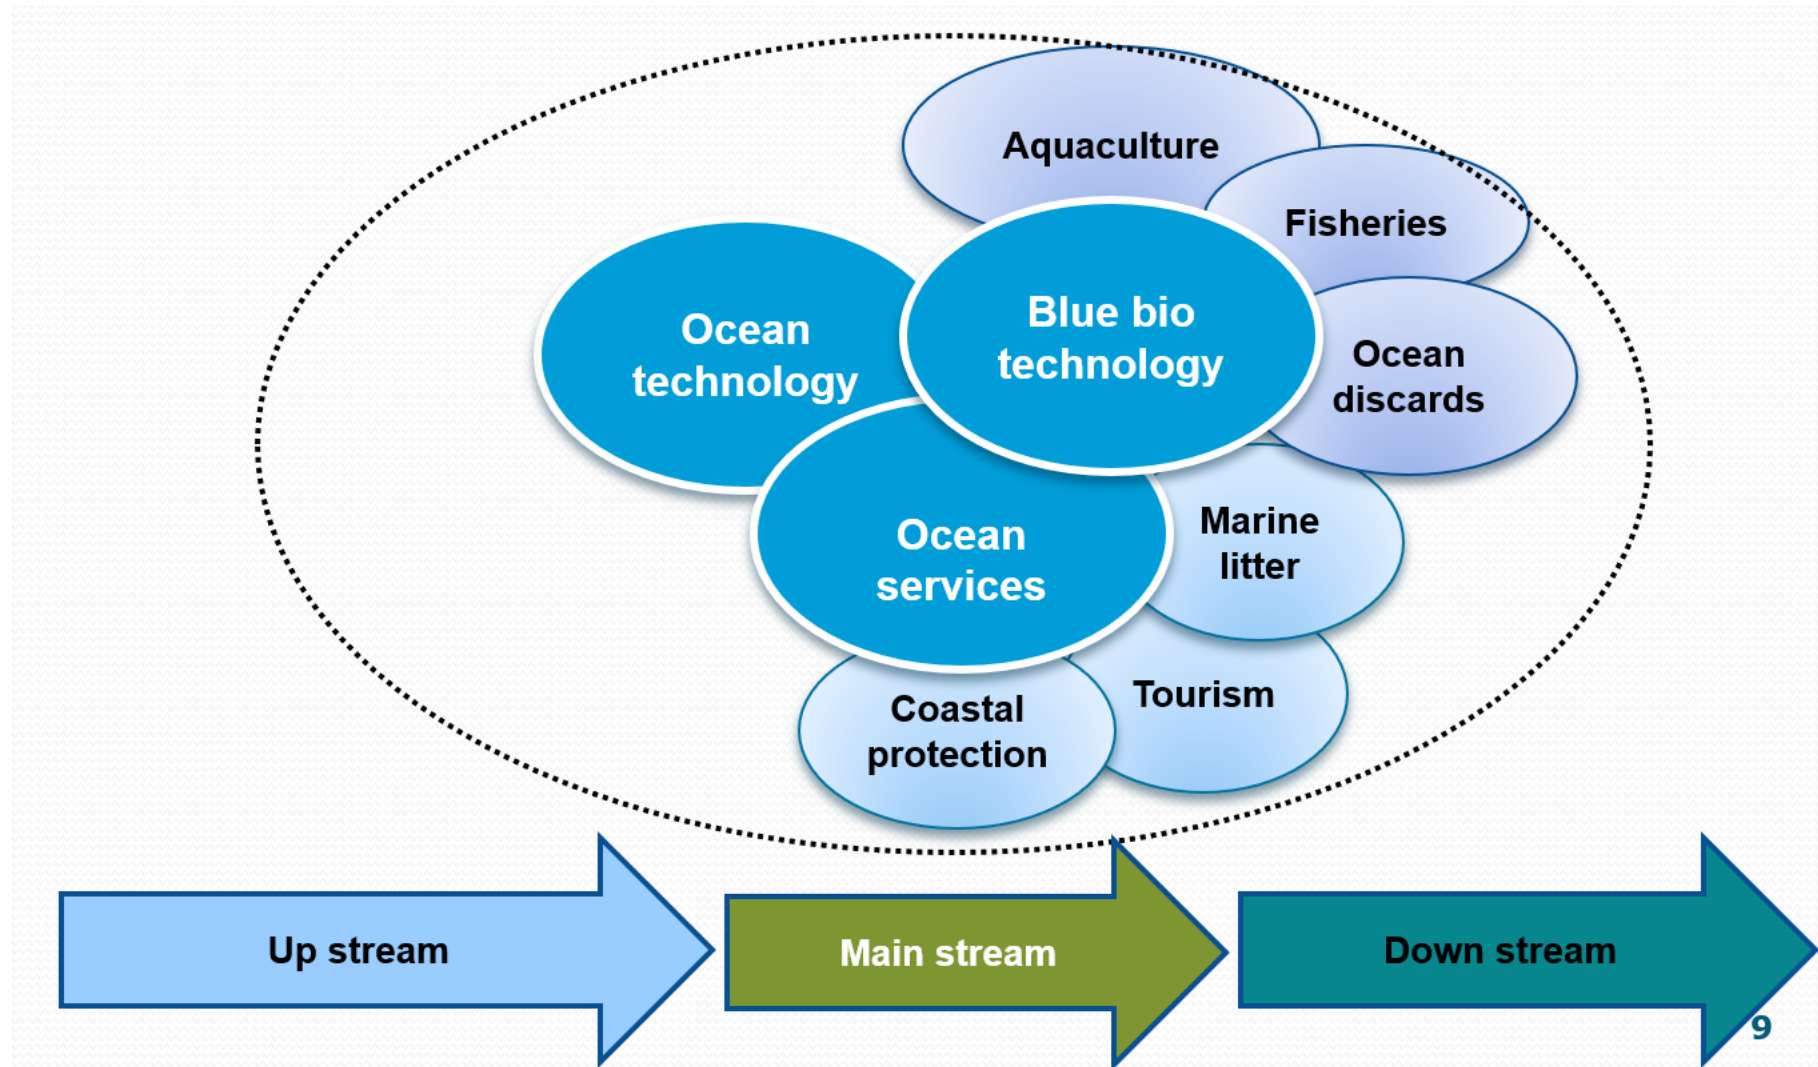 Aquaculture
Fisheries
Blue bio
technology
Ocean
technology
Ocean
discards
Marine
litter
Ocean
services
Tourism
Coastal
protection
Up stream
Main stream
Down stream
9